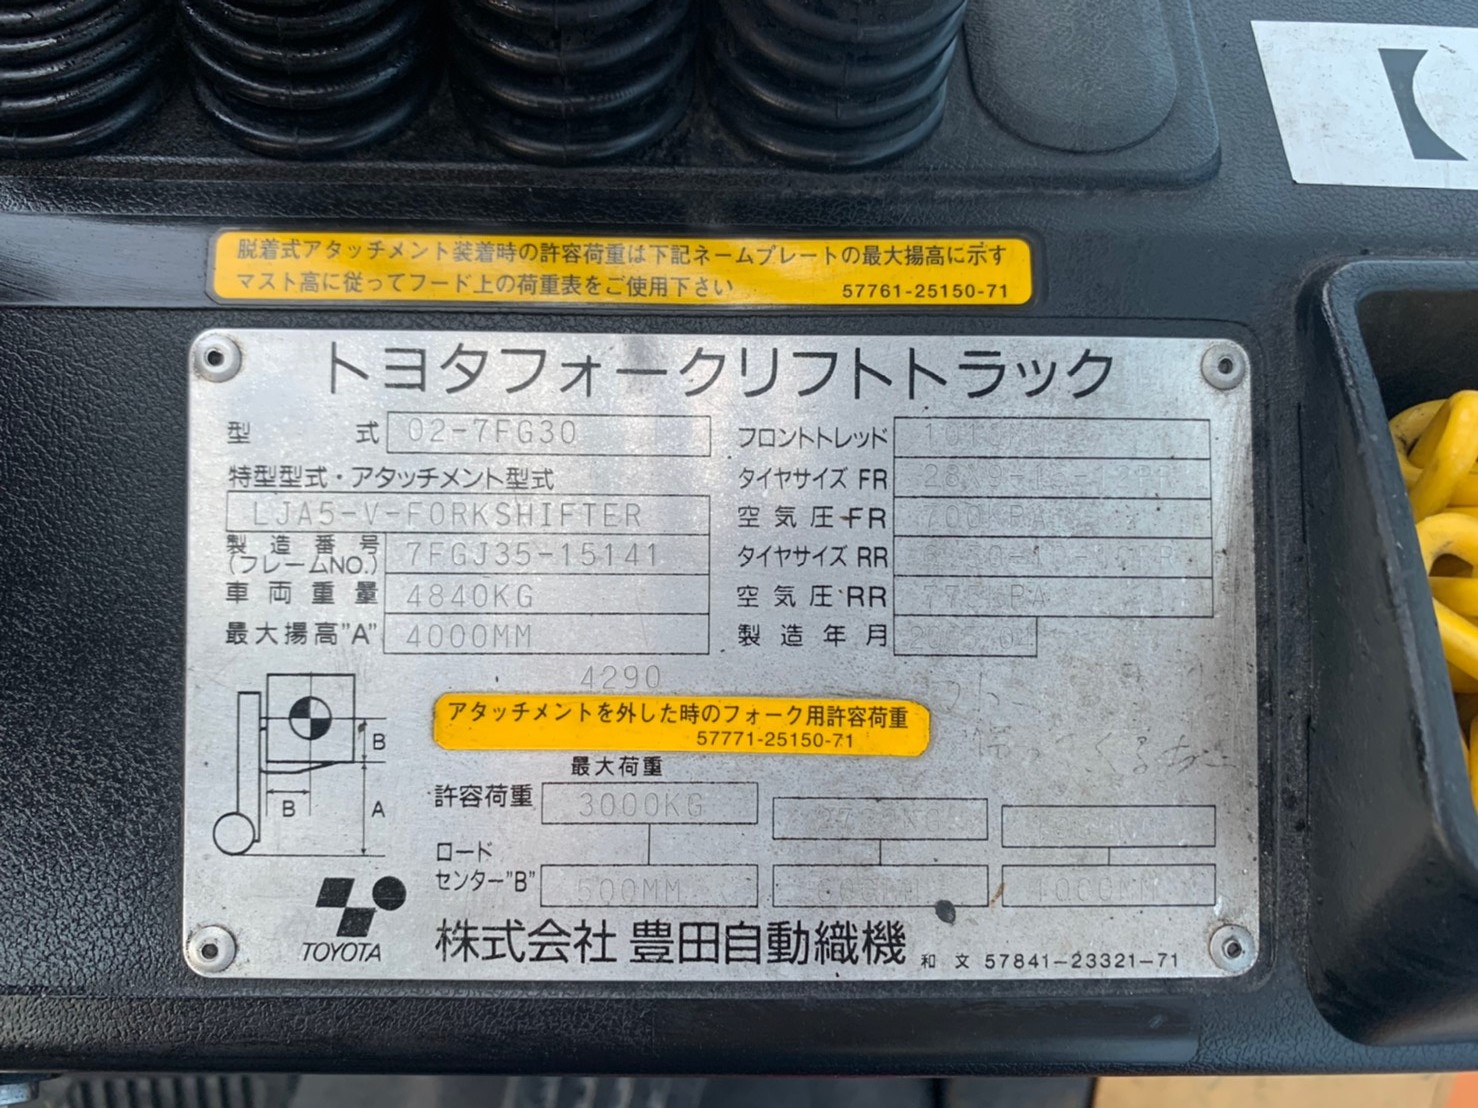 脱着式アタッチメント装着時の許容荷重は下記ネームプレートの最大揚高に示す
マスト高に従ってフード上の荷重表をご使用下さい 57761-25150-71
トヨタフォークリフトトラック
型式 02-7FG30
特型型式・アタッチメント型式
LJA5-V-FORKSHIFTER
製造番号 7FGJ35-15141
(フレームNO.)
車両重量 4840KG
最大揚高"A" 4000MM
フロントトレッド
タイヤサイズ FR
空気圧 FR 700KPA
タイヤサイズ RR
空気圧 RR
製造年月
4290
アタッチメントを外した時のフォーク用許容荷重
57771-25150-71
B
B
A
最大荷重
許容荷重 3000KG
ロード
センター"B" 500MM
1000MM
TOYOTA
株式会社 豊田自動織機
和文 57841-23321-71